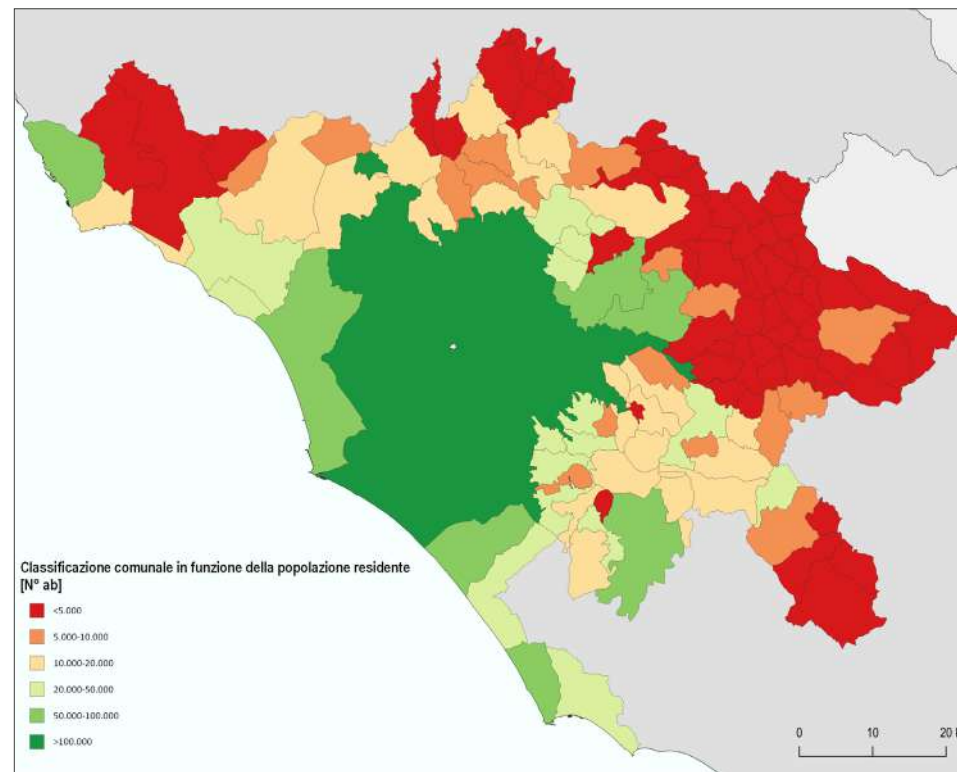 Classificazione comunale in funzione della popolazione residente
[N° ab]
<5.000
5.000-10.000
10.000-20.000
20.000-50.000
50.000-100.000
>100.000
0 10 20